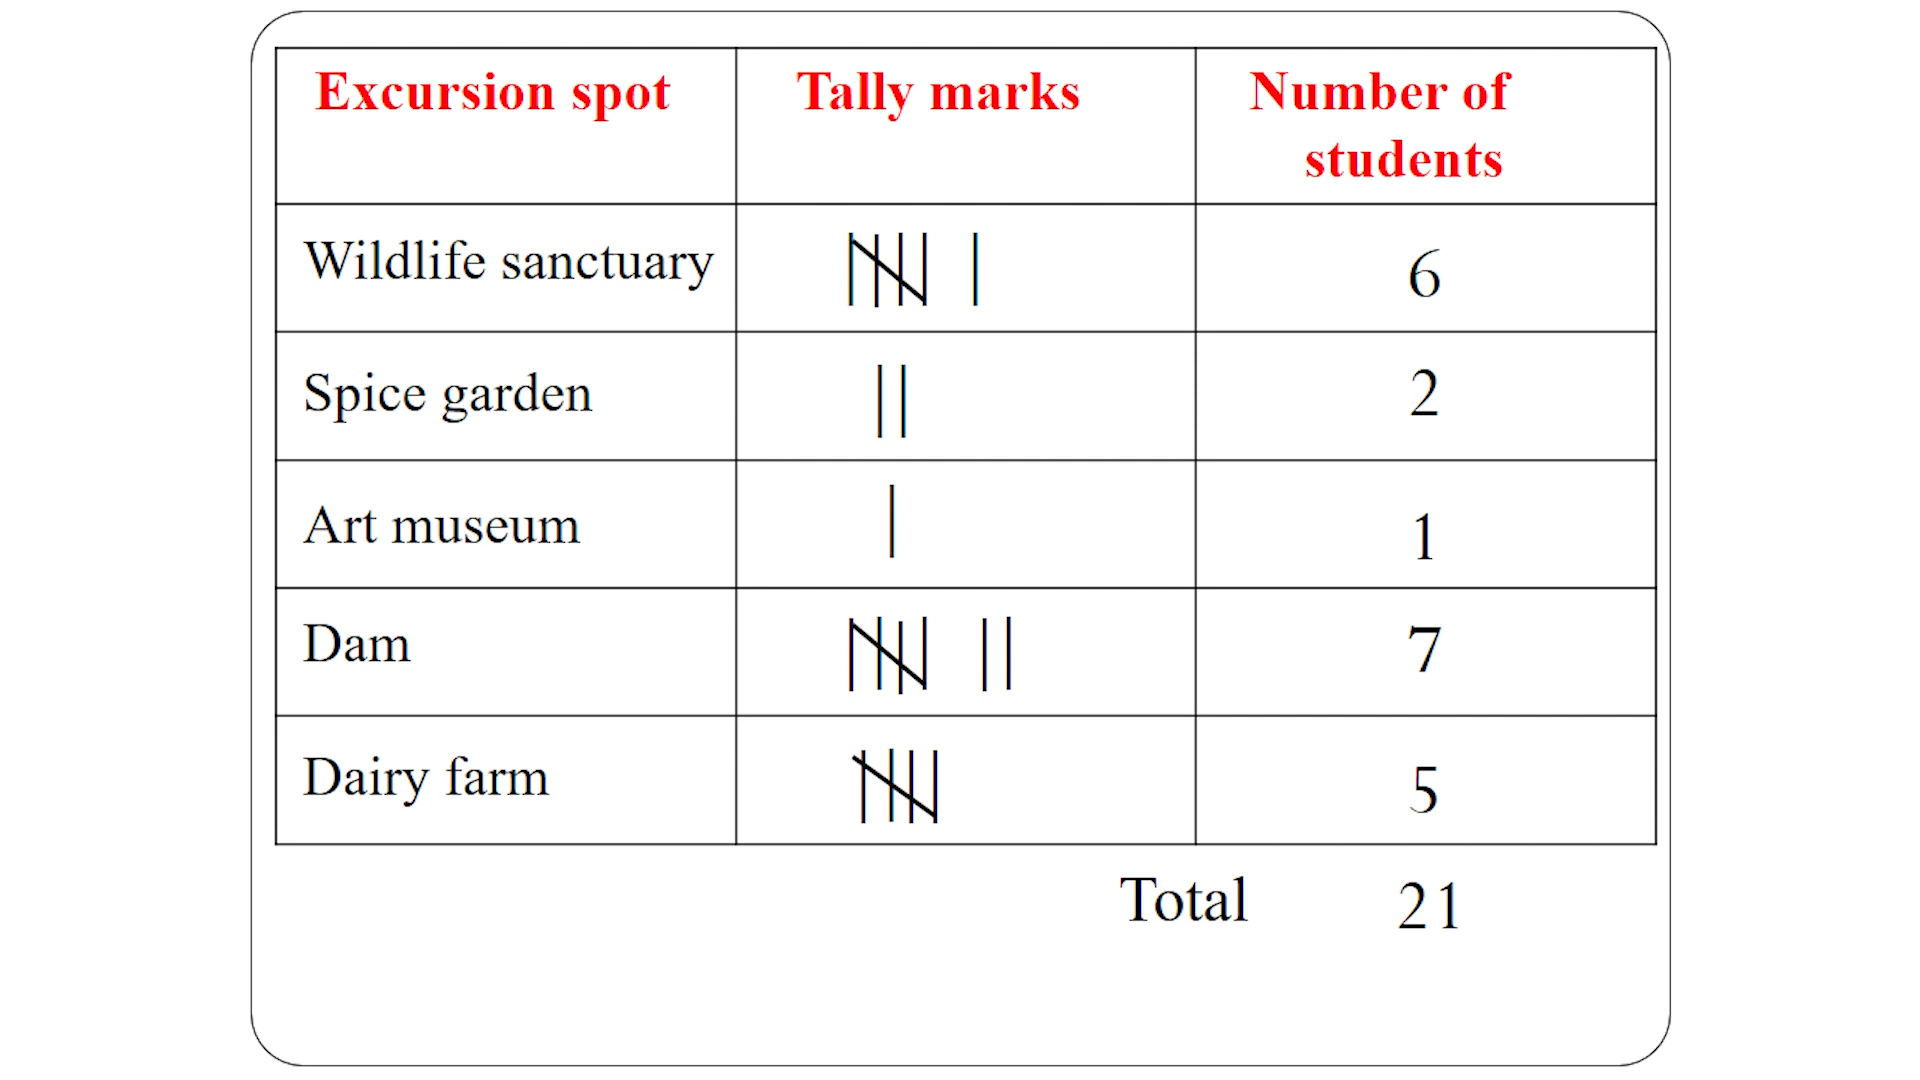 Excursion spot Tally marks Number of
students
Wildlife sanctuary 6
Spice garden 2
Art museum 1
Dam 7
Dairy farm 5
Total 21